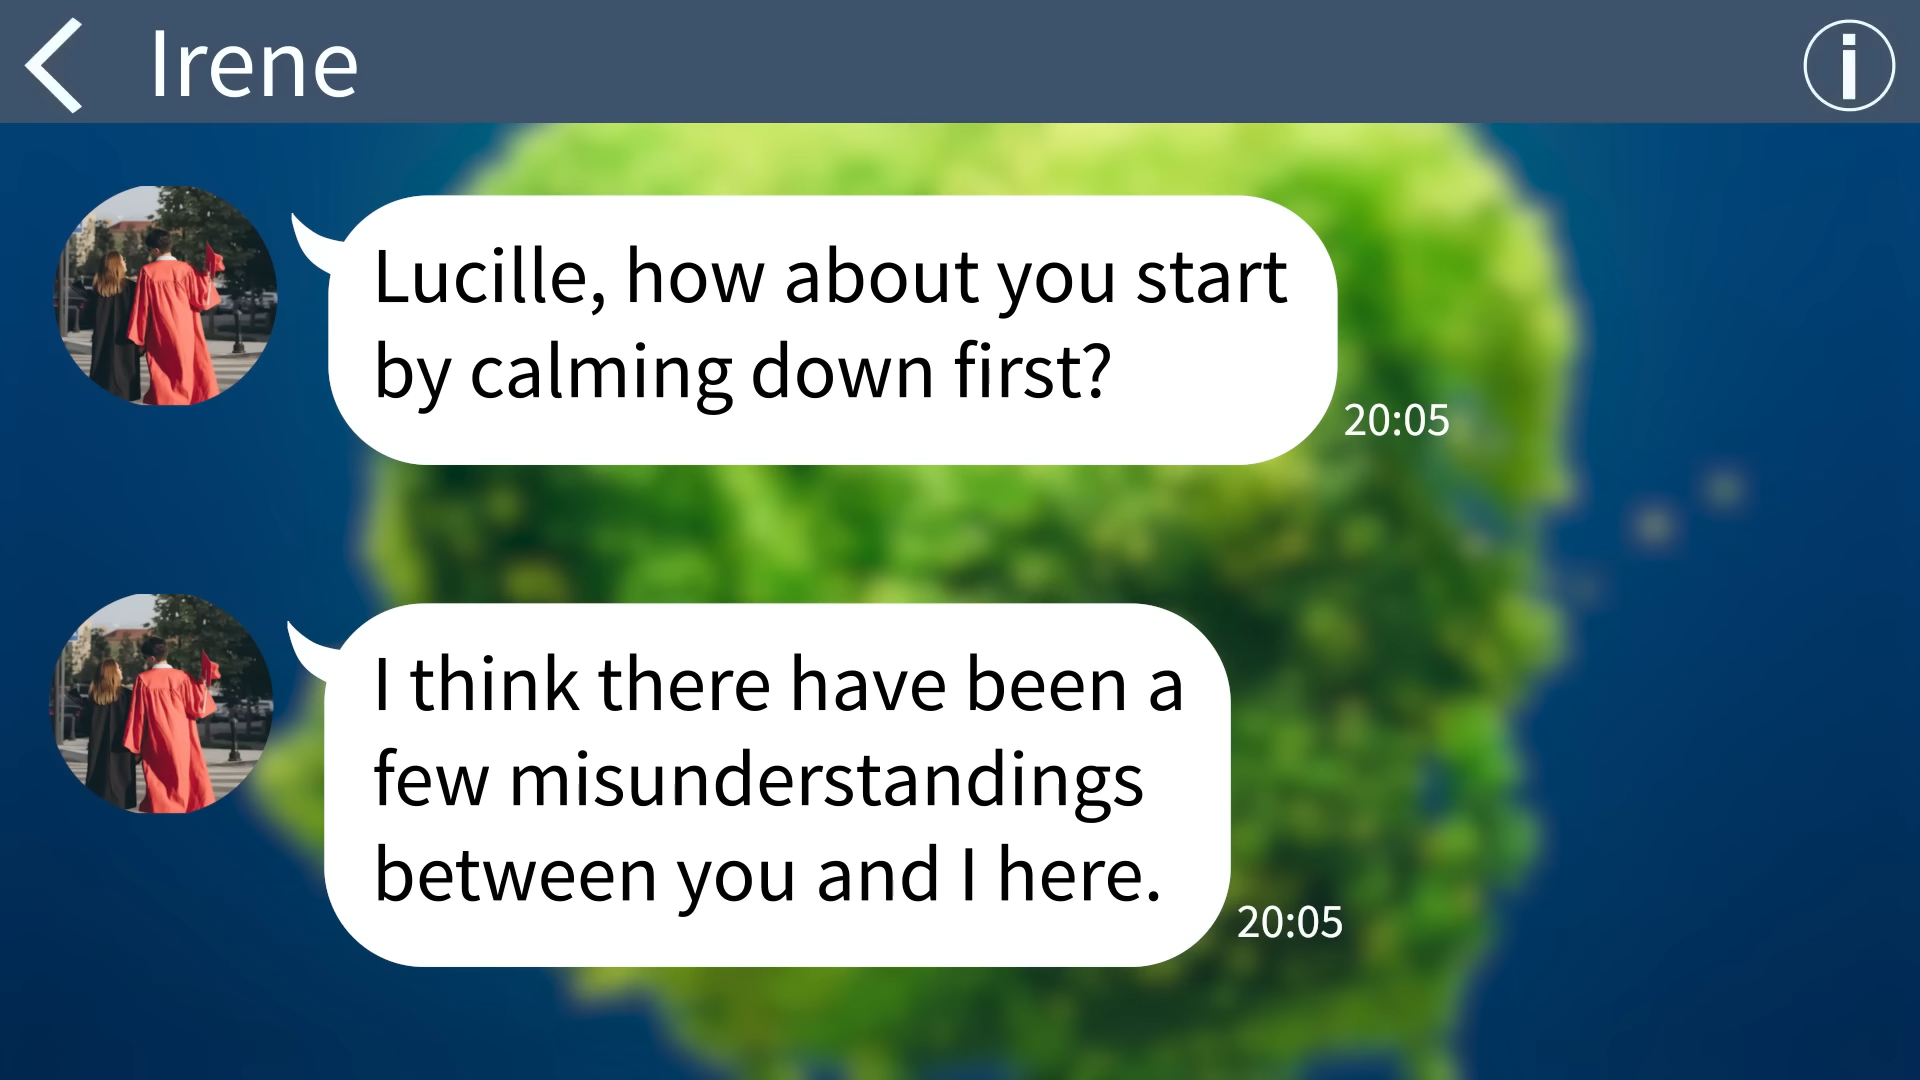 Irene
Lucille, how about you start
by calming down first?
20:05
I think there have been a
few misunderstandings
between you and I here.
20:05